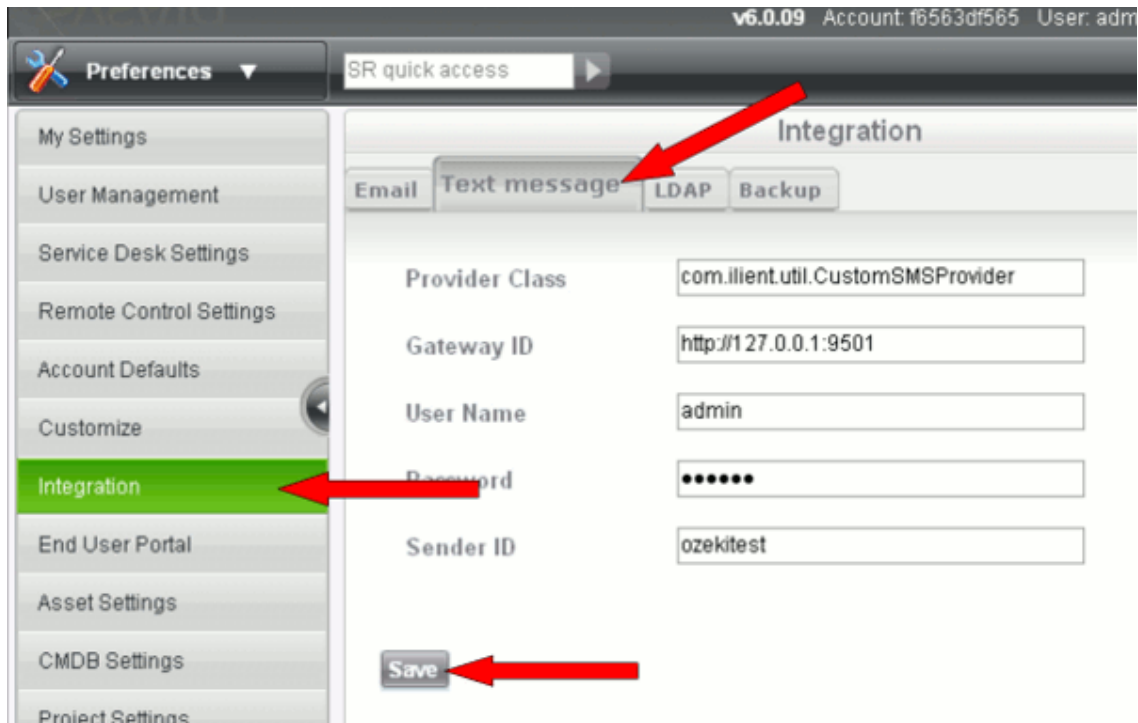 v6.0.09 Account: f6563df565 User: adm
Preferences
SR quick access
My Settings
User Management
Service Desk Settings
Remote Control Settings
Account Defaults
Customize
Integration
End User Portal
Asset Settings
CMDB Settings
Project Settings
Integration
Email Text message LDAP Backup
Provider Class com.ilient.util.CustomSMSProvider
Gateway ID http://127.0.0.1:9501
User Name admin
Password ••••••
Sender ID ozekitest
Save